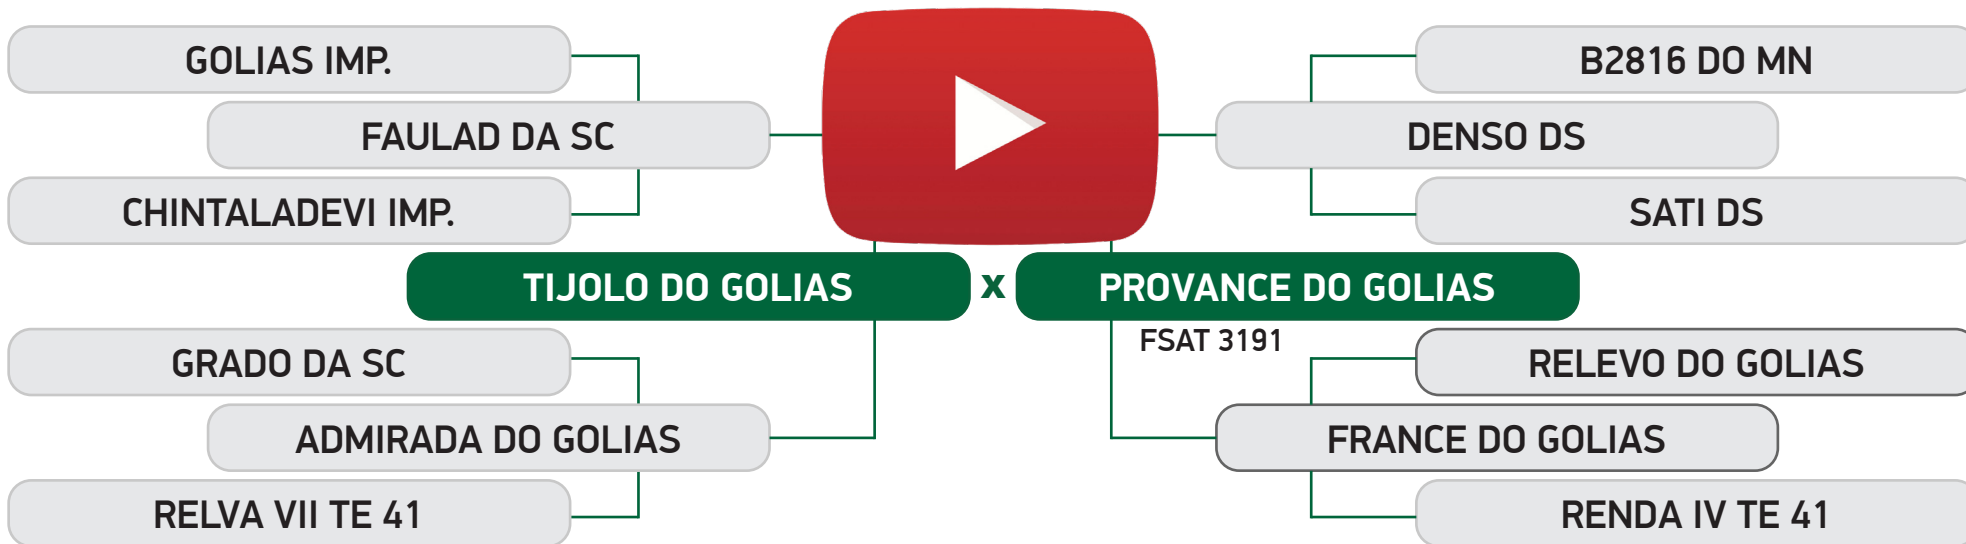 GOLIAS IMP.
B2816 DO MN
FAULAD DA SC
DENSO DS
CHINTALADEVI IMP.
SATI DS
TIJOLO DO GOLIAS x PROVANCE DO GOLIAS
FSAT 3191
GRADO DA SC
RELEVO DO GOLIAS
ADMIRADA DO GOLIAS
FRANCE DO GOLIAS
RELVA VII TE 41
RENDA IV TE 41